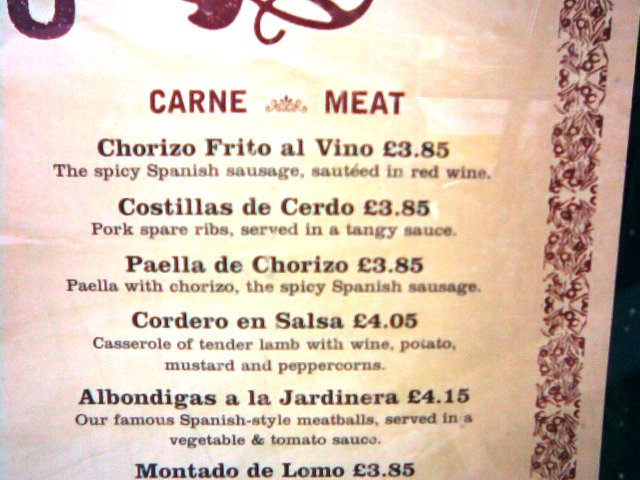 CARNE MEAT
Chorizo Frito al Vino £3.85
The spicy Spanish sausage, sautéed in red wine.
Costillas de Cerdo £3.85
Pork spare ribs, served in a tangy sauce.
Paella de Chorizo £3.85
Paella with chorizo, the spicy Spanish sausage.
Cordero en Salsa £4.05
Casserole of tender lamb with wine, potato,
mustard and peppercorns.
Albondigas a la Jardinera £4.15
Our famous Spanish-style meatballs, served in a
vegetable & tomato sauce.
Montado de Lomo £3.85